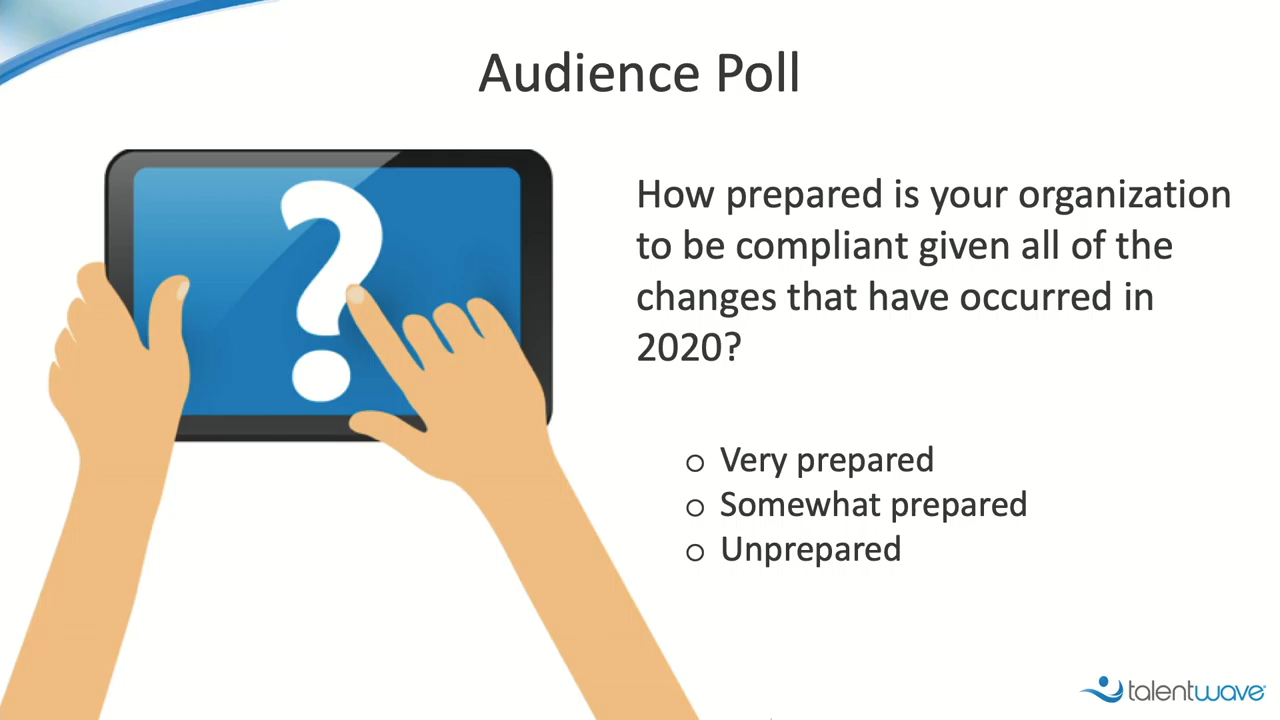 Audience Poll
?
How prepared is your organization
to be compliant given all of the
changes that have occurred in
2020?
o Very prepared
o Somewhat prepared
o Unprepared
talentwave